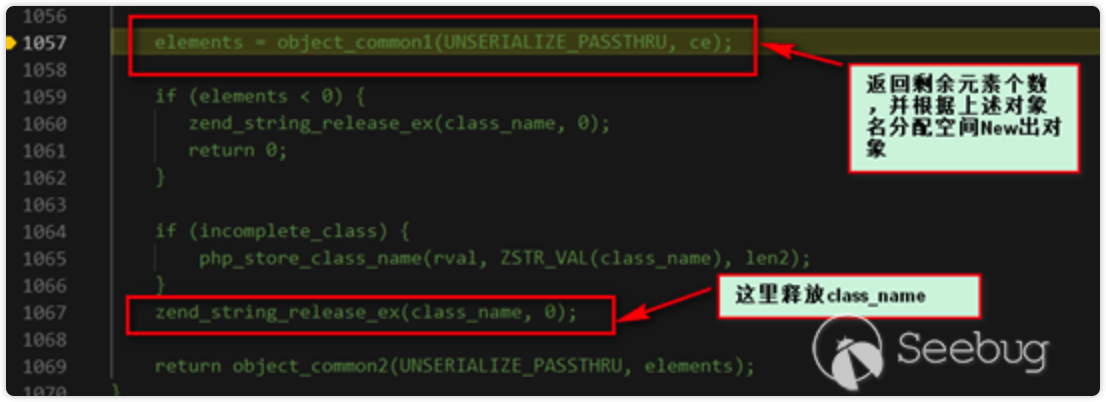 1056
1057 elements = object_common1(UNSERIALIZE_PASSTHRU, ce);
1058
1059 if (elements < 0) {
1060 zend_string_release_ex(class_name, 0);
1061 return 0;
1062 }
1063
1064 if (incomplete_class) {
1065 php_store_class_name(rval, ZSTR_VAL(class_name), len2);
1066 }
1067 zend_string_release_ex(class_name, 0);
1068
1069 return object_common2(UNSERIALIZE_PASSTHRU, elements);
1070 }
返回剩余元素个数
，并根据上述对象
名分配空间New出对
象
这里释放class_name
Seebug